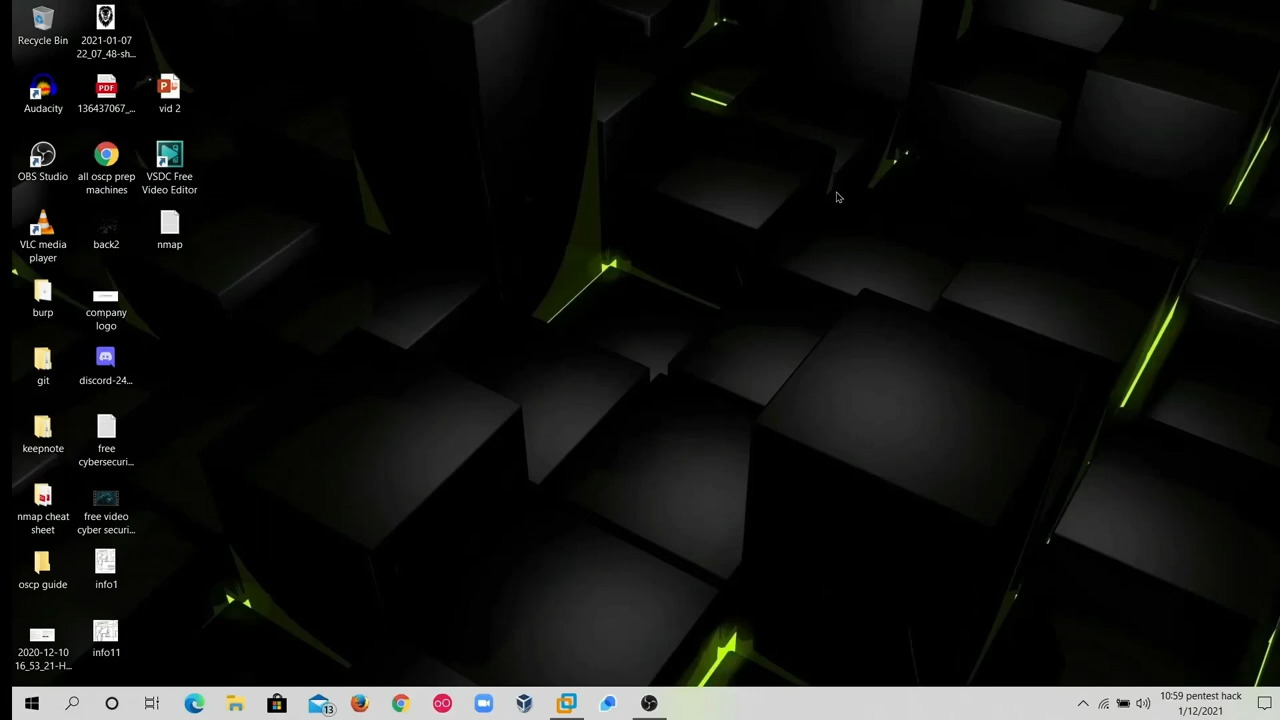 Recycle Bin
2021-01-07
22_07_48-sh...
Audacity
PDF
136437067_...
P
vid 2
OBS Studio
all oscp prep
machines
VSDC Free
Video Editor
VLC media
player
back2
nmap
burp
company
logo
git
discord-24...
keepnote
free
cybersecuri...
nmap cheat
sheet
free video
cyber securi...
oscp guide
info1
2020-12-10
16_53_21-H...
info11
13
10:59 pentest hack
1/12/2021